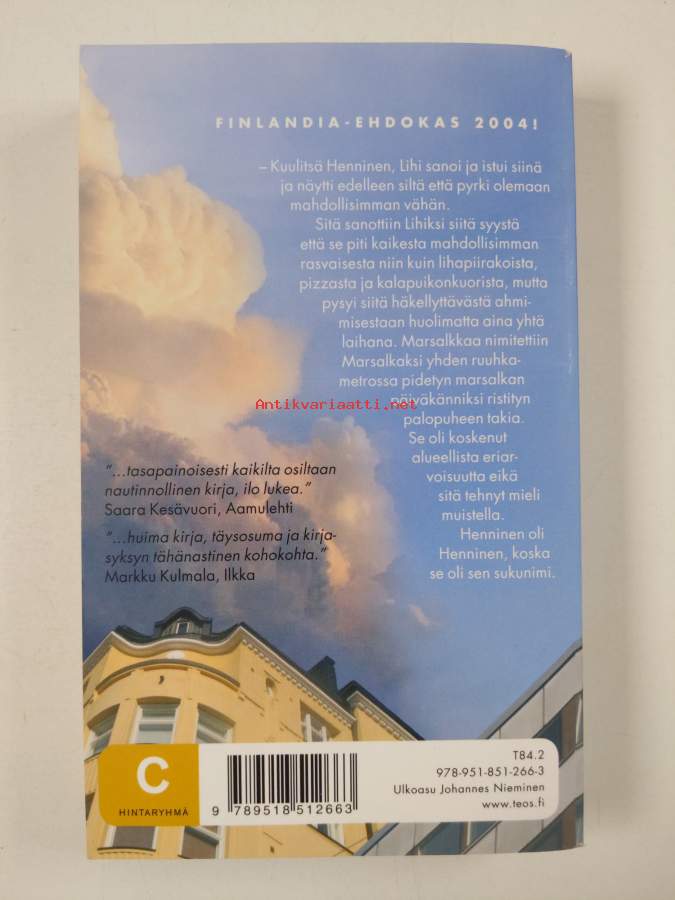 FINLANDIA-EHDOKAS 2004!
– Kuulitsä Henninen, Lihi sanoi ja istui siinä
ja näytti edelleen siltä että pyrki olemaan
mahdollisimman vähän.
Sitä sanottiin Lihiksi siitä syystä
että se piti kaikesta mahdollisimman
rasvaisesta niin kuin lihapiirakoista,
pizzasta ja kalapuikonkuorista, mutta
pysyi siitä häkellyttävästä ahmi-
misestaan huolimatta aina yhtä
laihana. Marsalkkaa nimitettiin
Marsalkaksi yhden ruuhka-
metrossa pidetyn marsalkan
päiväkänniksi ristityn
palopuheen takia.
Se oli koskenut
alueellista eriar-
voisuutta eikä
sitä tehnyt mieli
muistella.
Henninen oli
Henninen, koska
se oli sen sukunimi.
Antikvariaatti.net
"...tasapainoisesti kaikilta osiltaan
nautinnollinen kirja, ilo lukea."
Saara Kesävuori, Aamulehti
"...huima kirja, täysosuma ja kirja-
syksyn tähänastinen kohokohta."
Markku Kulmala, Ilkka
C
HINTARYHMÄ
9 789518 512663
T84.2
978-951-851-266-3
Ulkoasu Johannes Nieminen
www.teos.fi